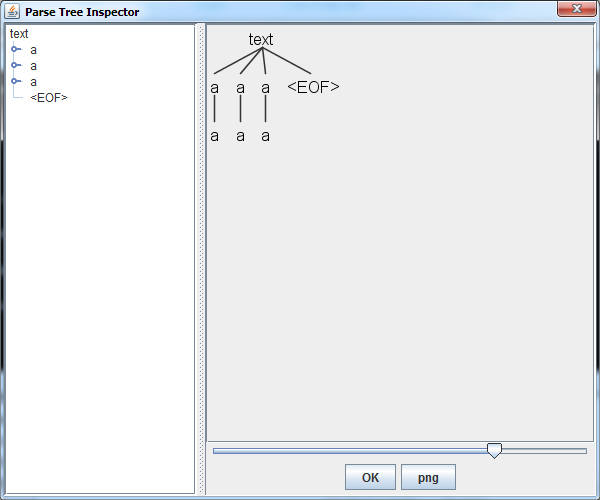 Parse Tree Inspector
text
a
a
a
<EOF>
text
a a a <EOF>
a a a
OK png